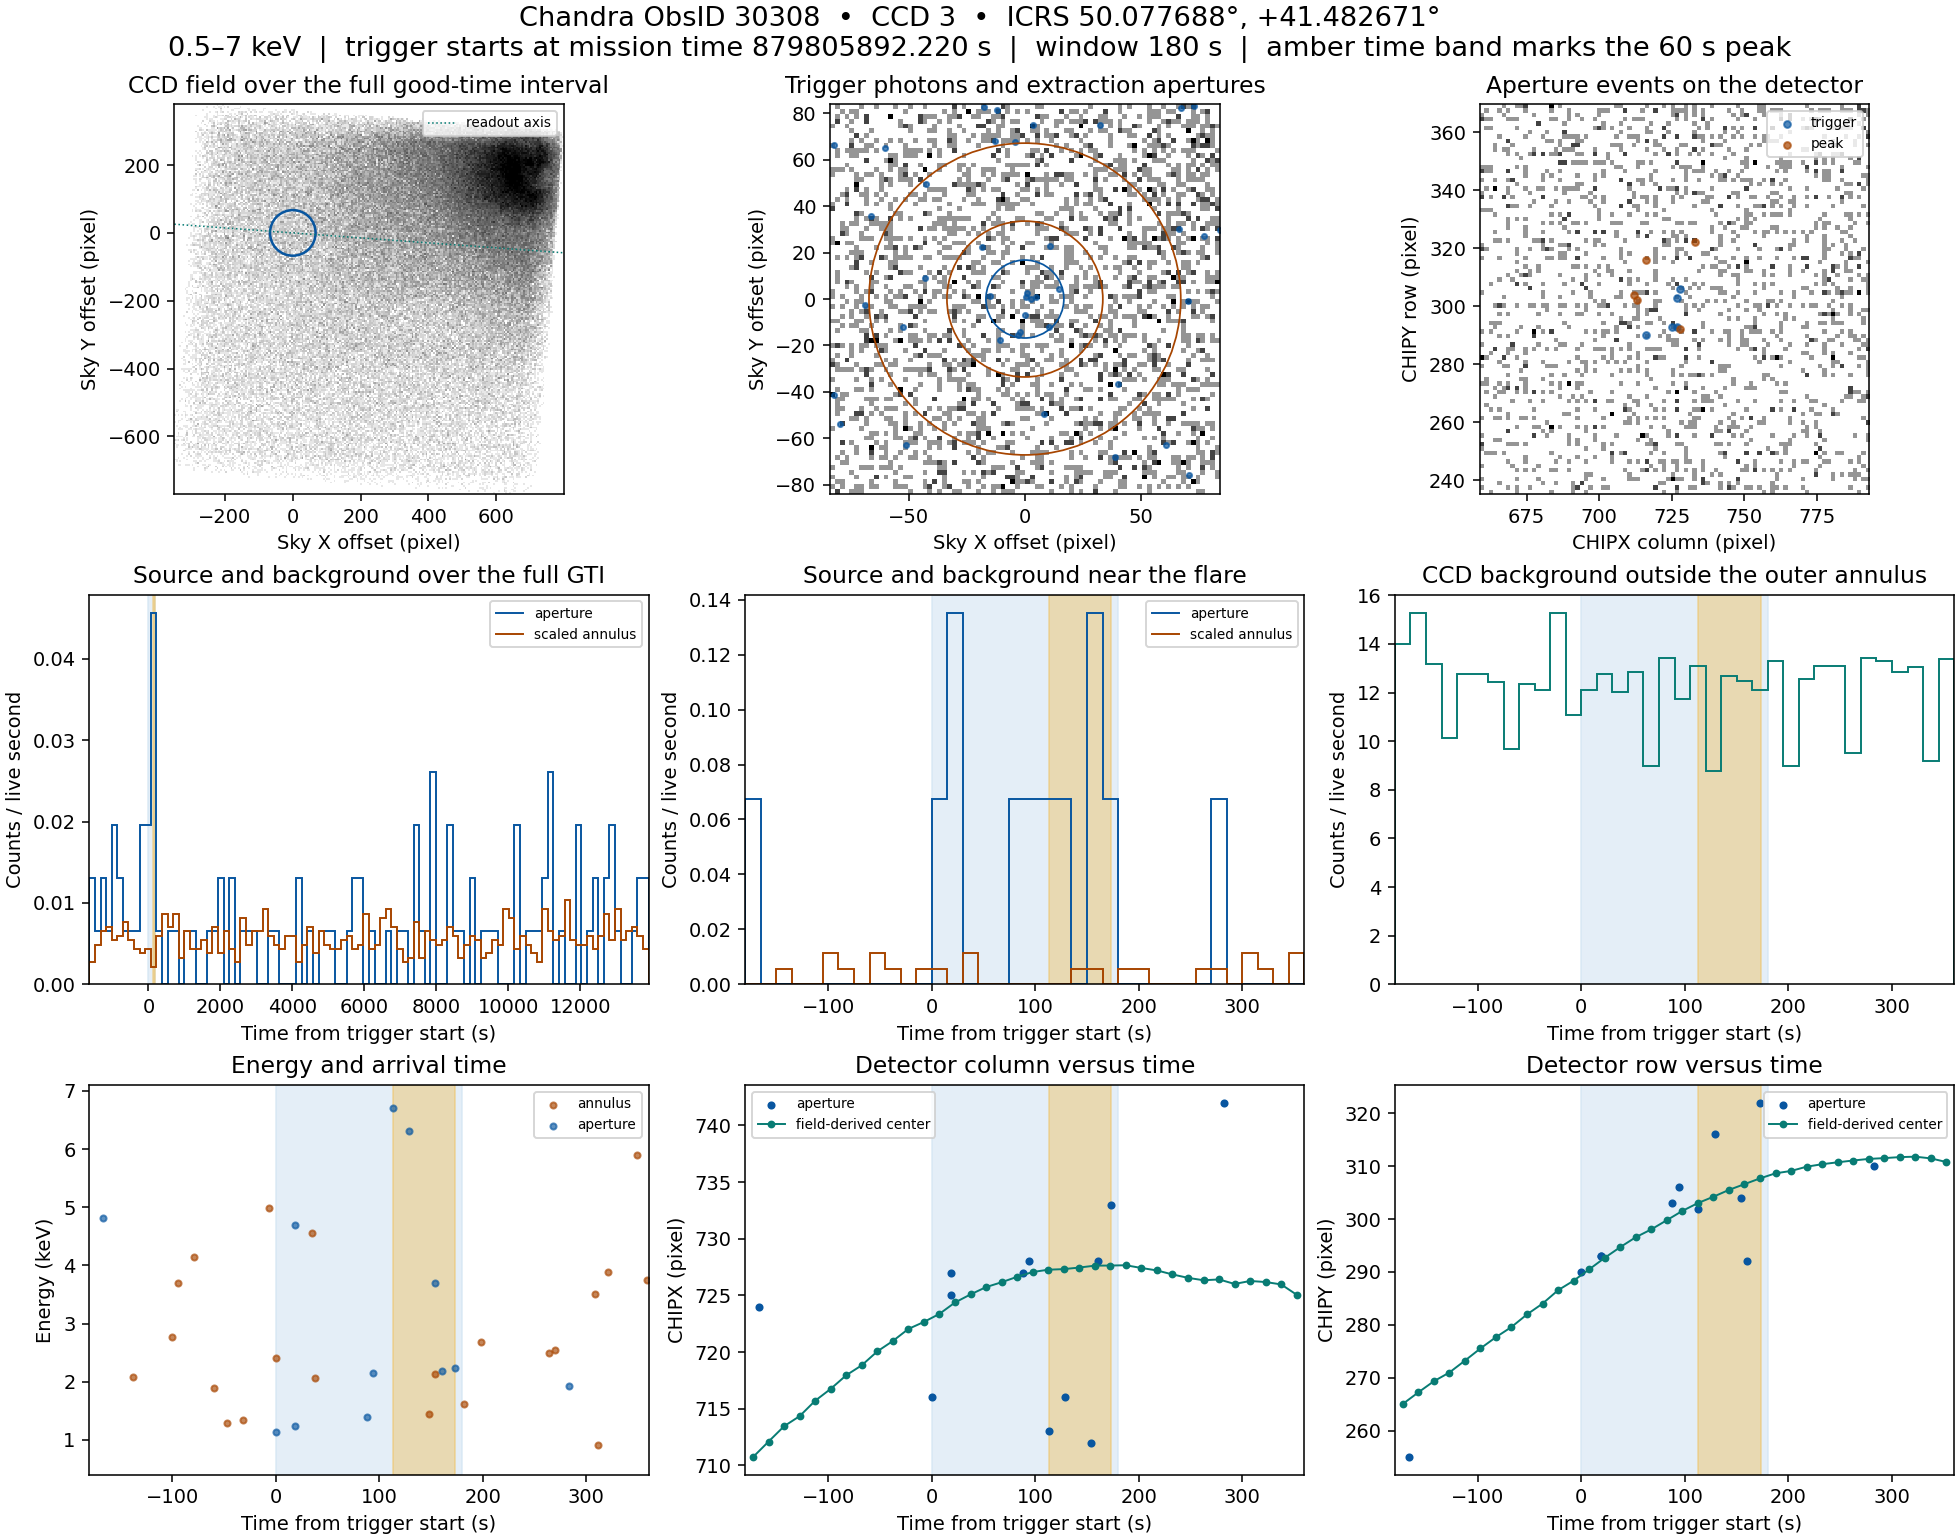 Chandra ObsID 30308 • CCD 3 • ICRS 50.077688°, +41.482671°
0.5–7 keV | trigger starts at mission time 879805892.220 s | window 180 s | amber time band marks the 60 s peak
CCD field over the full good-time interval
readout axis
200
0
−200
−400
−600
−200
0
200
400
600
Sky Y offset (pixel)
Sky X offset (pixel)
Trigger photons and extraction apertures
80
60
40
20
0
−20
−40
−60
−80
−50
0
50
Sky Y offset (pixel)
Sky X offset (pixel)
Aperture events on the detector
trigger
peak
360
340
320
300
280
260
240
675
700
725
750
775
CHIPY row (pixel)
CHIPX column (pixel)
Source and background over the full GTI
aperture
scaled annulus
0.04
0.03
0.02
0.01
0.00
0
2000
4000
6000
8000
10000
12000
Counts / live second
Time from trigger start (s)
Source and background near the flare
aperture
scaled annulus
0.14
0.12
0.10
0.08
0.06
0.04
0.02
0.00
−100
0
100
200
300
Counts / live second
Time from trigger start (s)
CCD background outside the outer annulus
16
14
12
10
8
6
4
2
0
−100
0
100
200
300
Counts / live second
Time from trigger start (s)
Energy and arrival time
annulus
aperture
7
6
5
4
3
2
1
−100
0
100
200
300
Energy (keV)
Time from trigger start (s)
Detector column versus time
aperture
field-derived center
740
735
730
725
720
715
710
−100
0
100
200
300
CHIPX (pixel)
Time from trigger start (s)
Detector row versus time
aperture
field-derived center
320
310
300
290
280
270
260
−100
0
100
200
300
CHIPY (pixel)
Time from trigger start (s)